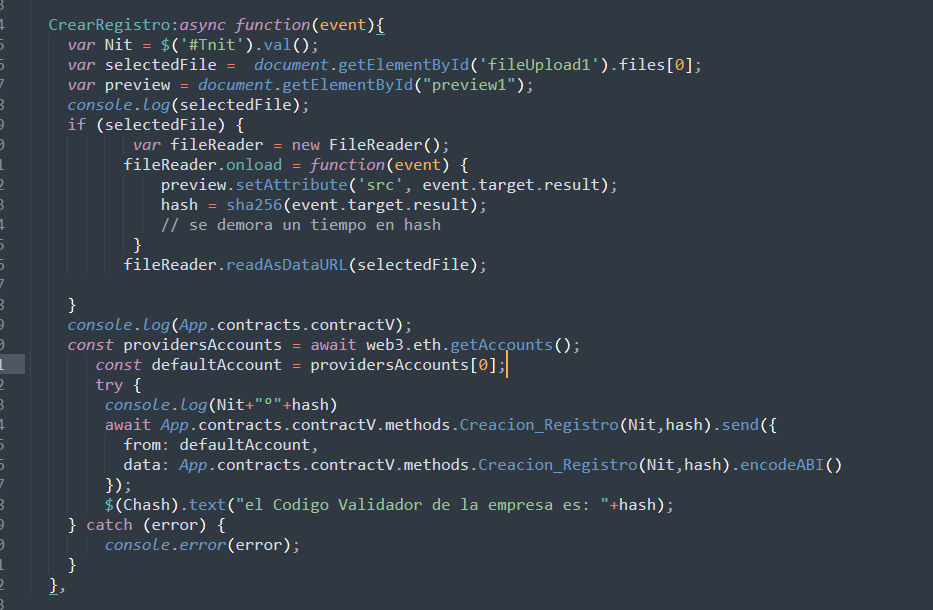 CrearRegistro:async function(event){
var Nit = $('#Tnit').val();
var selectedFile =  document.getElementById('fileUpload1').files[0];
var preview = document.getElementById("preview1");
console.log(selectedFile);
if (selectedFile) {
var fileReader = new FileReader();
fileReader.onload = function(event) {
preview.setAttribute('src', event.target.result);
hash = sha256(event.target.result);
// se demora un tiempo en hash
}
fileReader.readAsDataURL(selectedFile);
}
console.log(App.contracts.contractV);
const providersAccounts = await web3.eth.getAccounts();
const defaultAccount = providersAccounts[0];
try {
console.log(Nit+"º"+hash)
await App.contracts.contractV.methods.Creacion_Registro(Nit,hash).send({
from: defaultAccount,
data: App.contracts.contractV.methods.Creacion_Registro(Nit,hash).encodeABI()
});
$(Chash).text("el Codigo Validador de la empresa es: "+hash);
} catch (error) {
console.error(error);
}
},